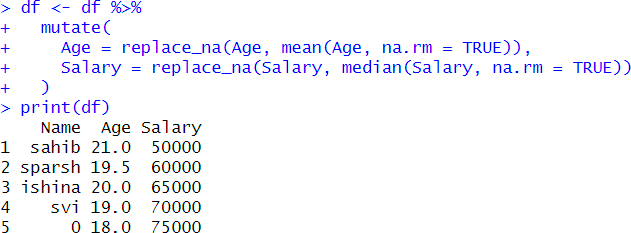 > df <- df %>%
+   mutate(
+     Age = replace_na(Age, mean(Age, na.rm = TRUE)),
+     Salary = replace_na(Salary, median(Salary, na.rm = TRUE))
+   )
> print(df)
    Name  Age Salary
1  sahib 21.0  50000
2 sparsh 19.5  60000
3 ishina 20.0  65000
4    svi 19.0  70000
5      0 18.0  75000